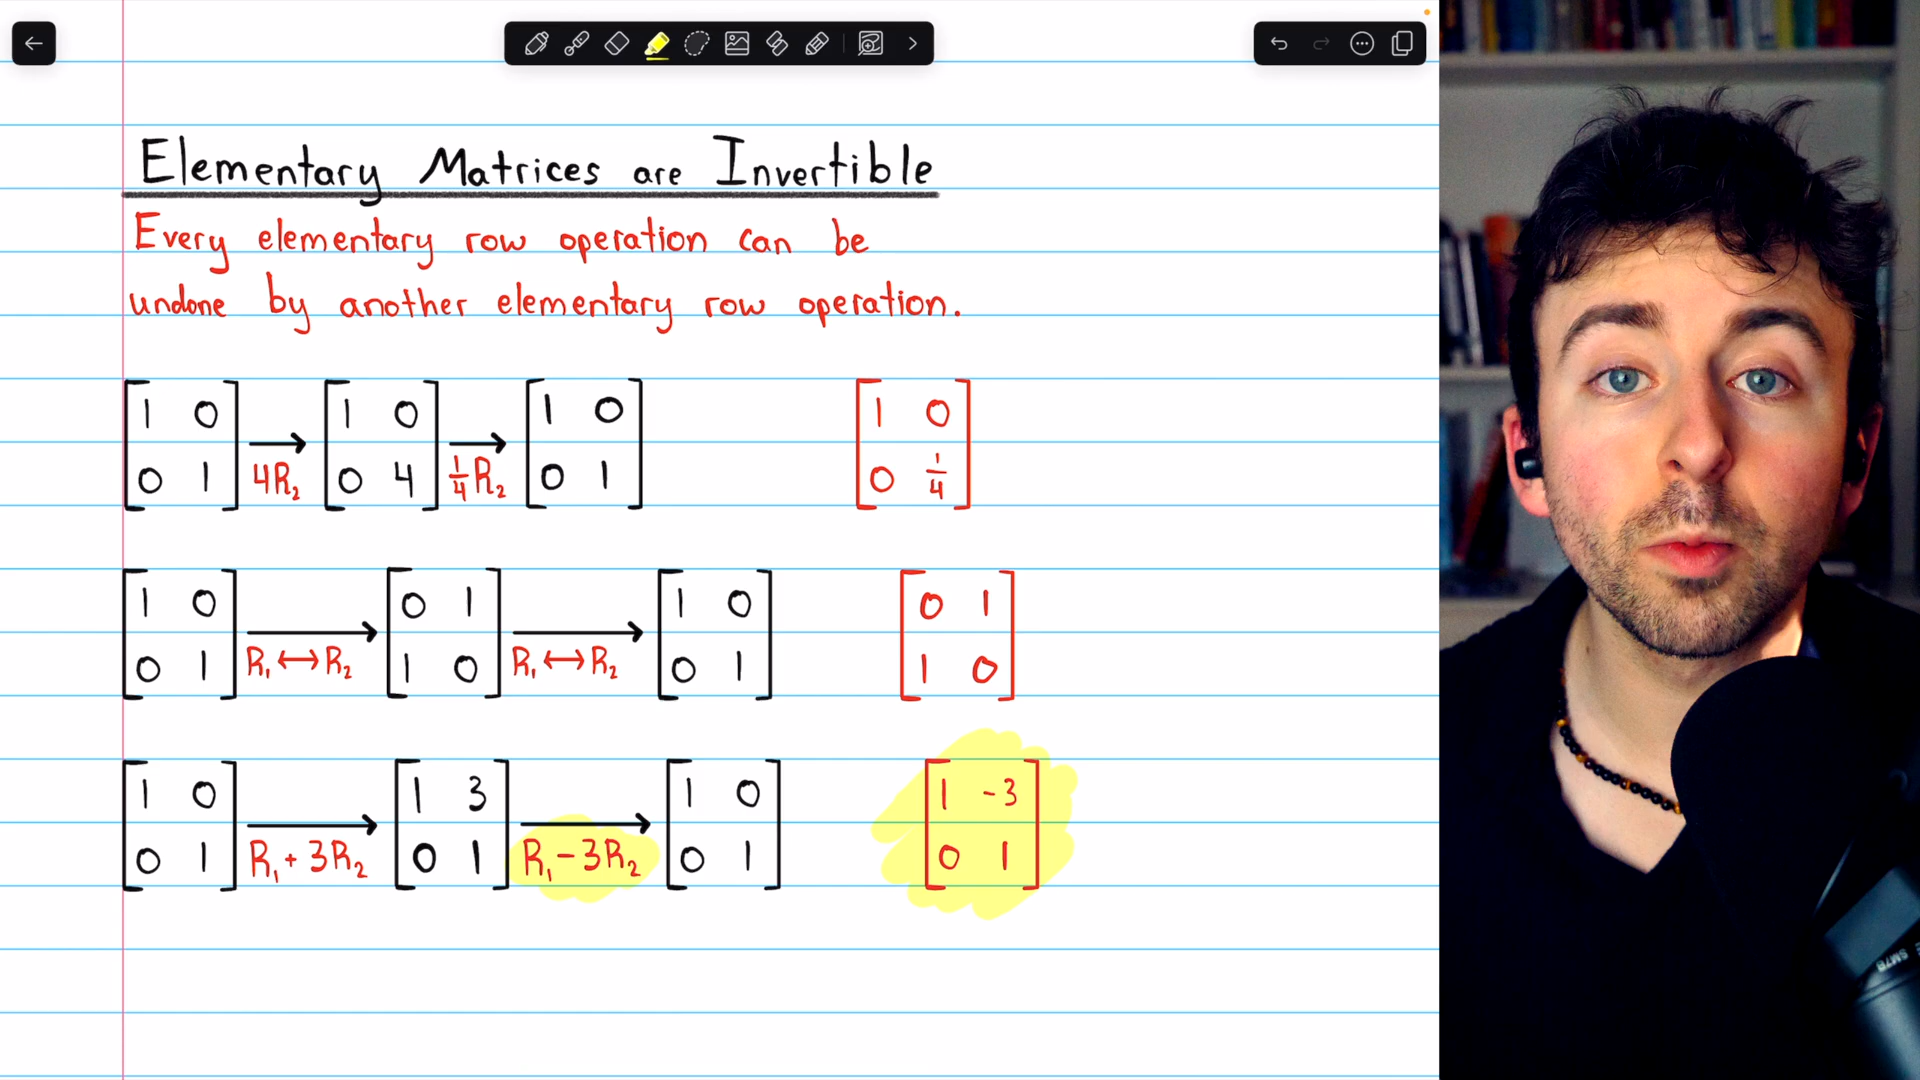 Elementary Matrices are Invertible
Every elementary row operation can be
undone by another elementary row operation.
[1 0; 0 1] → 4R₂ [1 0; 0 4] → ¼R₂ [1 0; 0 1] [1 0; 0 ¼]
[1 0; 0 1] → R₁ ↔ R₂ [0 1; 1 0] → R₁ ↔ R₂ [1 0; 0 1] [0 1; 1 0]
[1 0; 0 1] → R₁ + 3R₂ [1 3; 0 1] → R₁ - 3R₂ [1 0; 0 1] [1 -3; 0 1]
SM7B